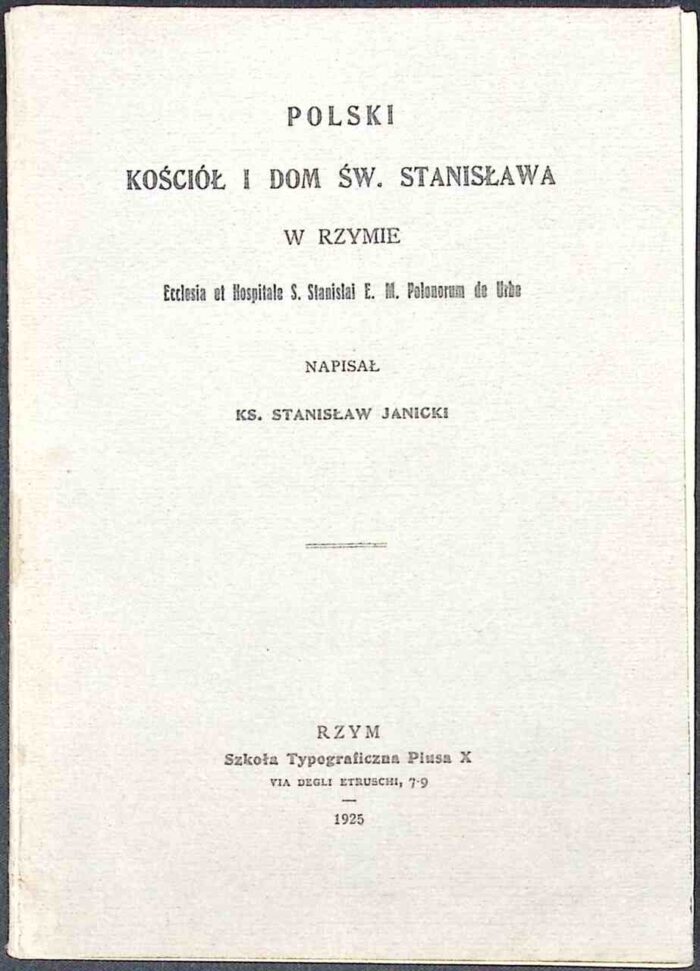 POLSKI
KOŚCIÓŁ I DOM ŚW. STANISŁAWA
W RZYMIE
Ecclesia et Hospitale S. Stanislai E. M. Polonorum de Urbe
NAPISAŁ
KS. STANISŁAW JANICKI
RZYM
Szkoła Typograficzna Piusa X
VIA DEGLI ETRUSCHI, 7-9
1925